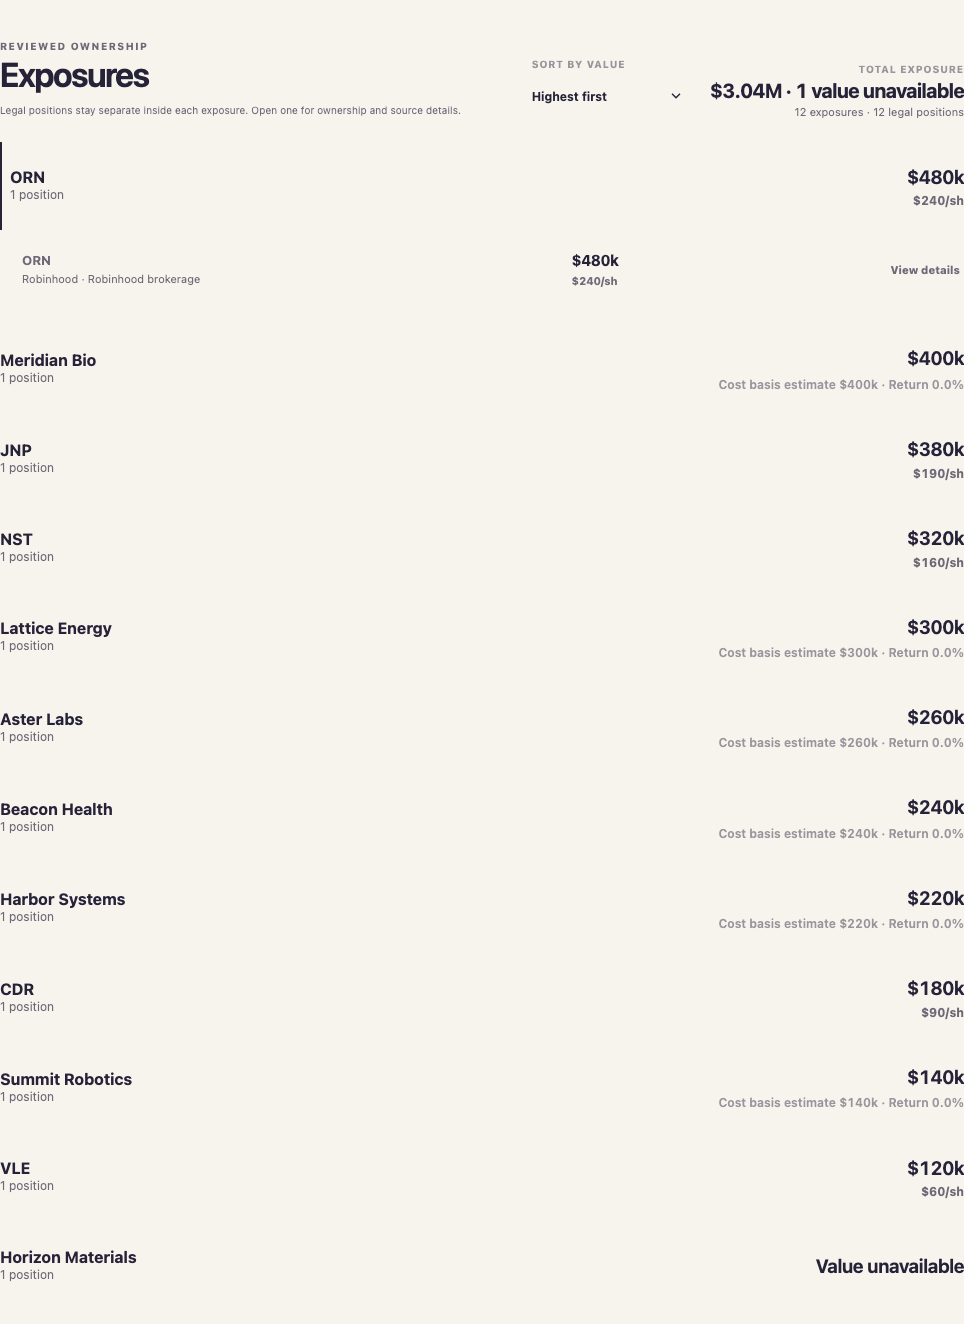 REVIEWED OWNERSHIP
Exposures
Legal positions stay separate inside each exposure. Open one for ownership and source details.
SORT BY VALUE
Highest first
TOTAL EXPOSURE
$3.04M · 1 value unavailable
12 exposures · 12 legal positions
ORN
1 position
$480k
$240/sh
ORN
Robinhood · Robinhood brokerage
$480k
$240/sh
View details
Meridian Bio
1 position
$400k
Cost basis estimate $400k · Return 0.0%
JNP
1 position
$380k
$190/sh
NST
1 position
$320k
$160/sh
Lattice Energy
1 position
$300k
Cost basis estimate $300k · Return 0.0%
Aster Labs
1 position
$260k
Cost basis estimate $260k · Return 0.0%
Beacon Health
1 position
$240k
Cost basis estimate $240k · Return 0.0%
Harbor Systems
1 position
$220k
Cost basis estimate $220k · Return 0.0%
CDR
1 position
$180k
$90/sh
Summit Robotics
1 position
$140k
Cost basis estimate $140k · Return 0.0%
VLE
1 position
$120k
$60/sh
Horizon Materials
1 position
Value unavailable